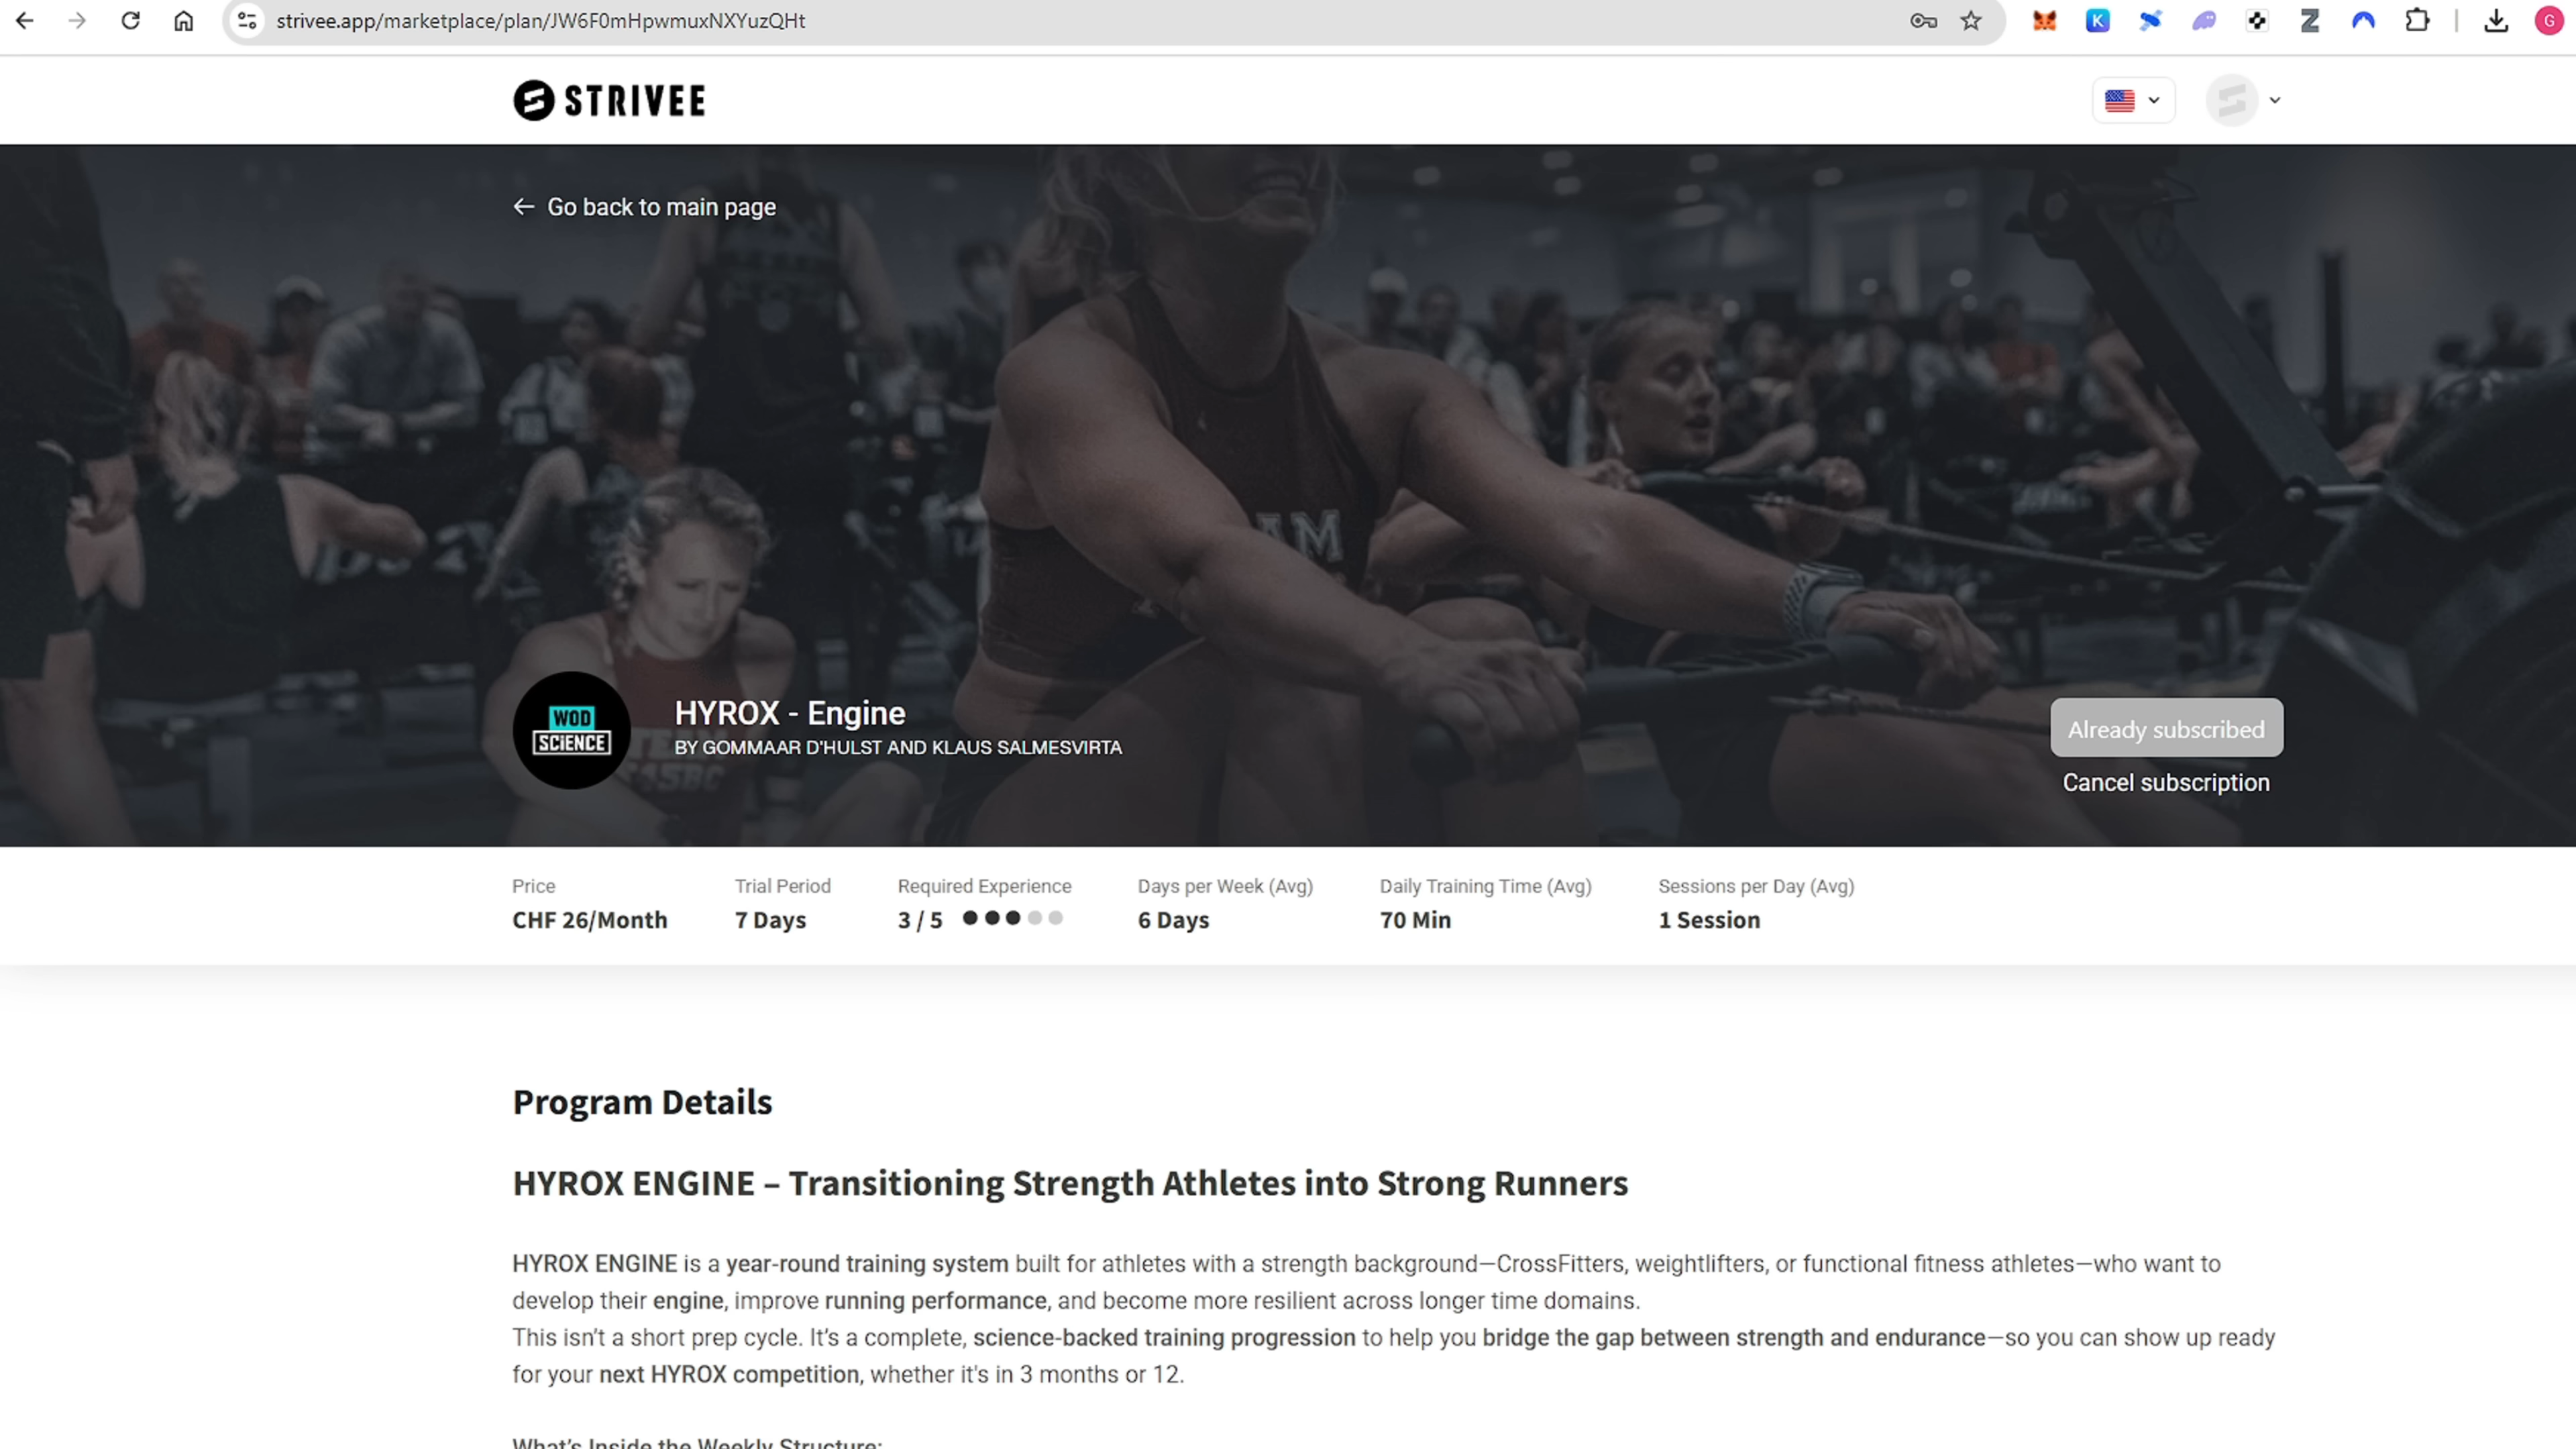 strivee.app/marketplace/plan/JW6F0mHpwmuxNXYuzQHt
K
Z
G
STRIVEE
Go back to main page
AM
WOD
SCIENCE
HYROX - Engine
BY GOMMAAR D'HULST AND KLAUS SALMESVIRTA
Already subscribed
Cancel subscription
Price
CHF 26/Month
Trial Period
7 Days
Required Experience
3 / 5
Days per Week (Avg)
6 Days
Daily Training Time (Avg)
70 Min
Sessions per Day (Avg)
1 Session
Program Details
HYROX ENGINE – Transitioning Strength Athletes into Strong Runners
HYROX ENGINE is a year-round training system built for athletes with a strength background—CrossFitters, weightlifters, or functional fitness athletes—who want to
develop their engine, improve running performance, and become more resilient across longer time domains.
This isn’t a short prep cycle. It’s a complete, science-backed training progression to help you bridge the gap between strength and endurance—so you can show up ready
for your next HYROX competition, whether it's in 3 months or 12.
What’s Inside the Weekly Structure: